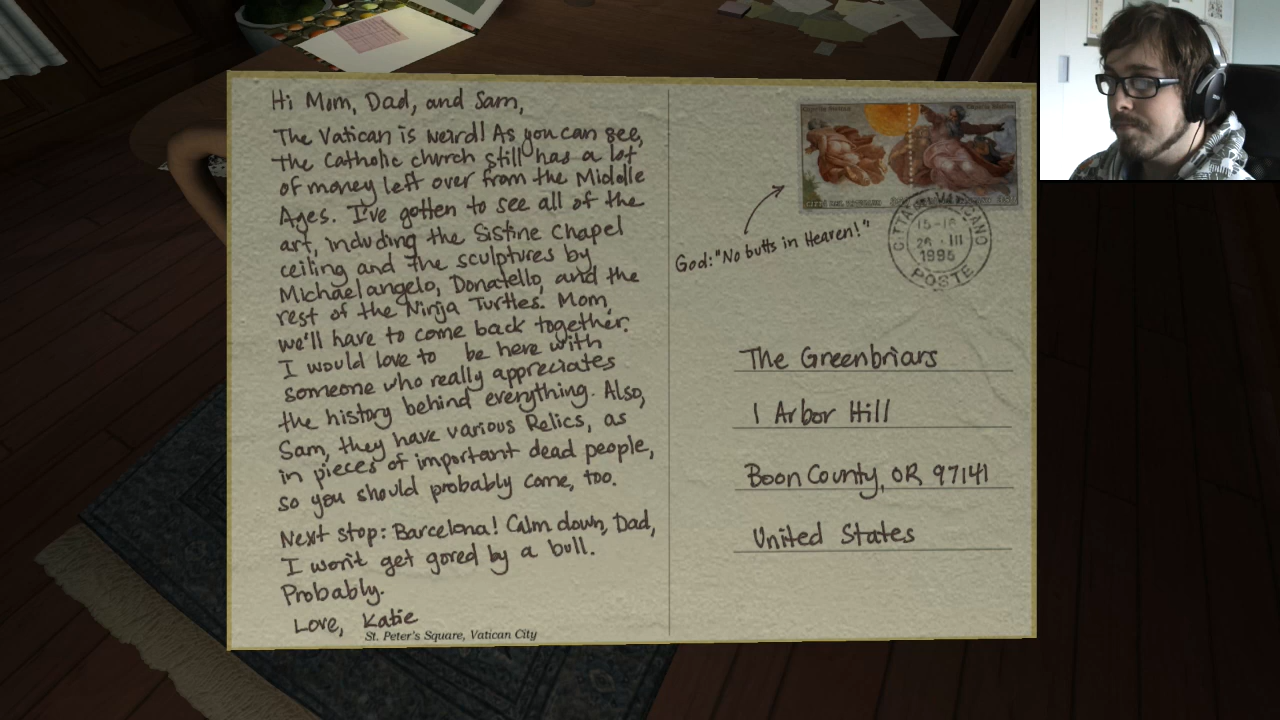 Hi Mom, Dad, and Sam,
The Vatican is weird! As you can see,
the Catholic church still has a lot
of money left over from the Middle
Ages. I've gotten to see all of the
art, including the Sistine Chapel
ceiling and the sculptures by
Michaelangelo, Donatello, and the
rest of the Ninja Turtles. Mom,
we'll have to come back together.
I would love to be here with
someone who really appreciates
the history behind everything. Also,
Sam, they have various Relics, as
in pieces of important dead people,
so you should probably come, too.
Next stop: Barcelona! Calm down, Dad,
I won't get gored by a bull.
Probably.
Love, Katie
St. Peter's Square, Vatican City
God: "No butts in Heaven!"
CITTA DEL VATICANO
15-16
26 - III
1995
POSTE
The Greenbriars
1 Arbor Hill
Boon County, OR 97141
United States